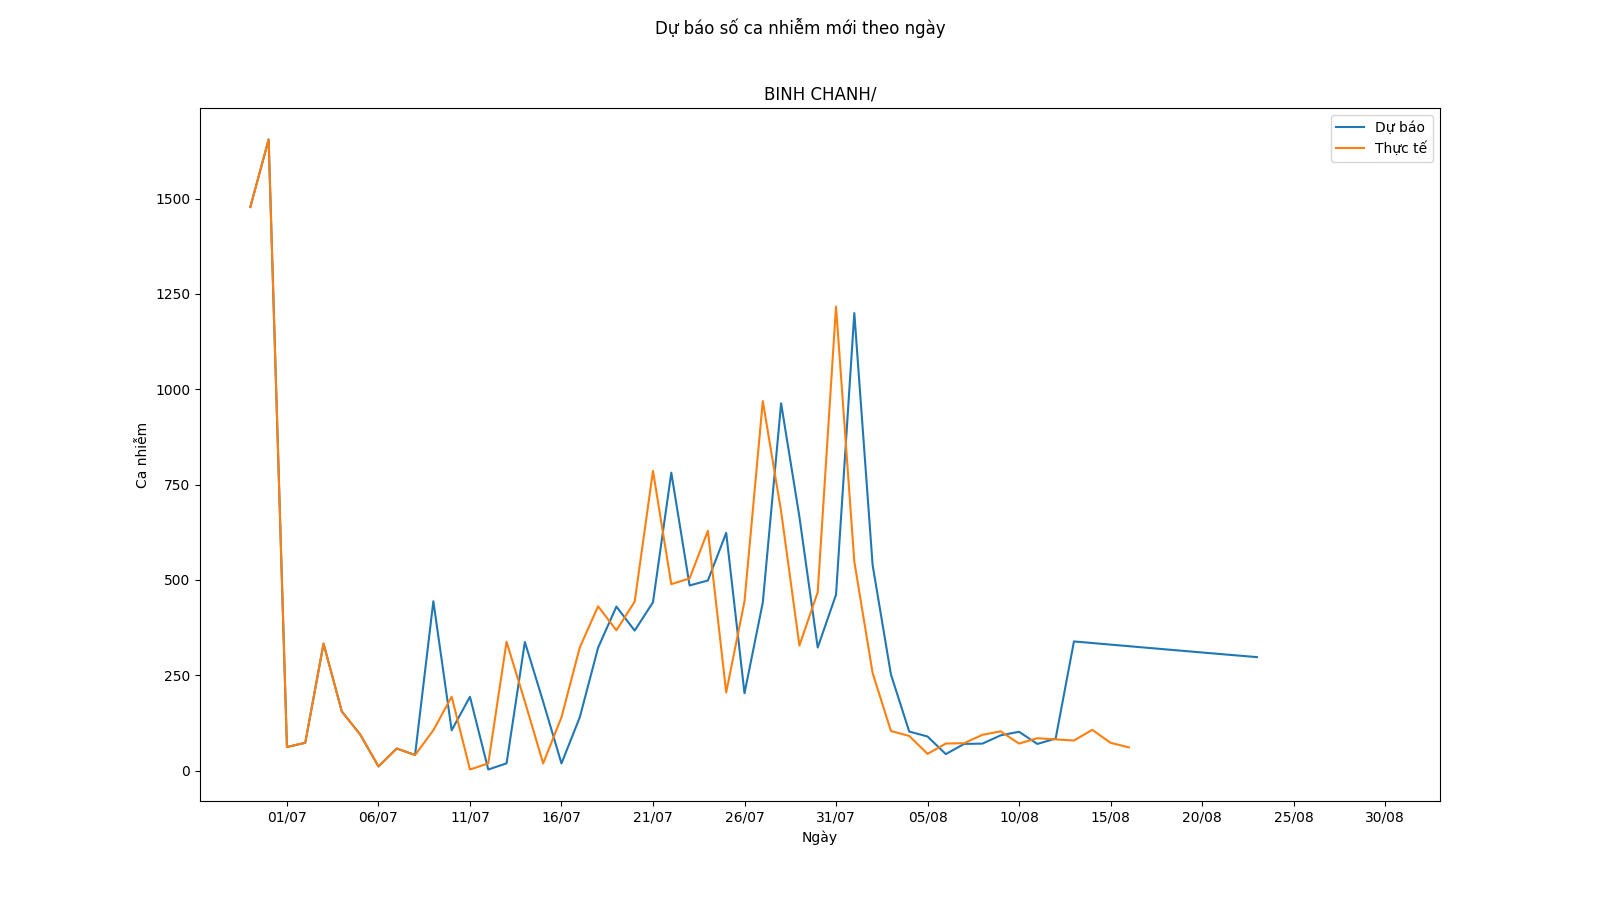 Dự báo số ca nhiễm mới theo ngày
BINH CHANH/
Dự báo
Thực tế
1500
1250
1000
750
500
250
0
Ca nhiễm
01/07 06/07 11/07 16/07 21/07 26/07 31/07 05/08 10/08 15/08 20/08 25/08 30/08
Ngày